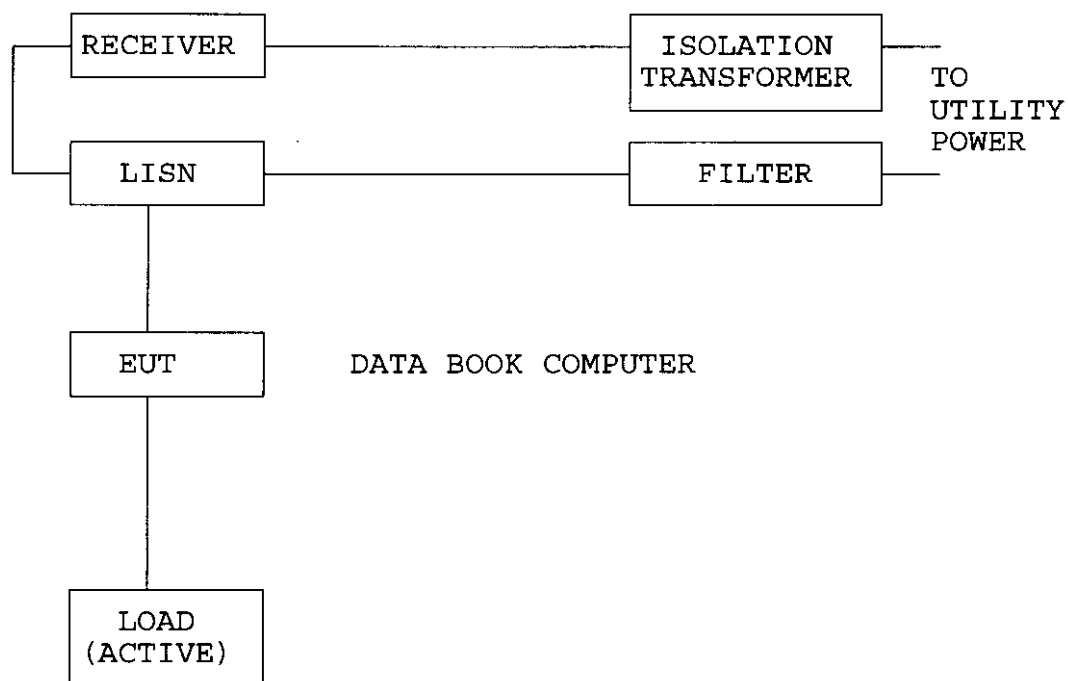 RECEIVER
ISOLATION
TRANSFORMER
TO
UTILITY
POWER
LISN
FILTER
EUT
DATA BOOK COMPUTER
LOAD
(ACTIVE)